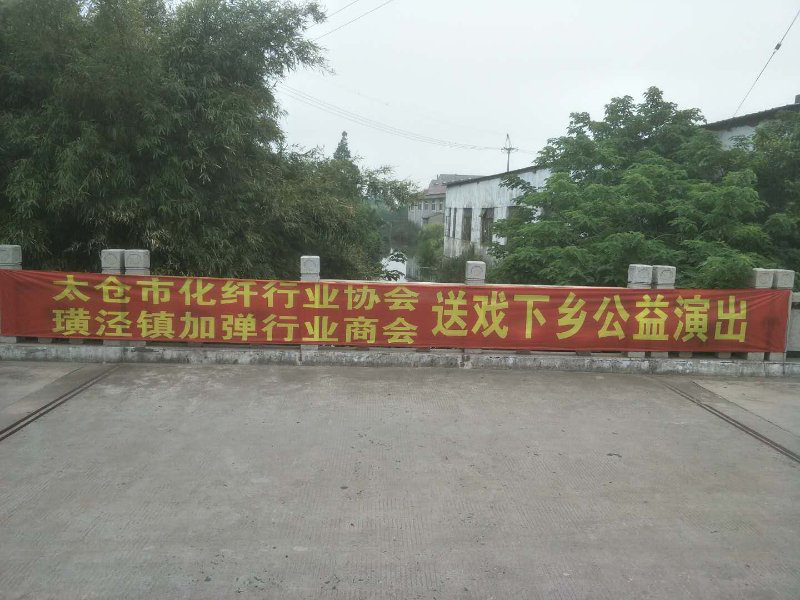 太仓市化纤行业协会
璜泾镇加弹行业商会
送戏下乡公益演出